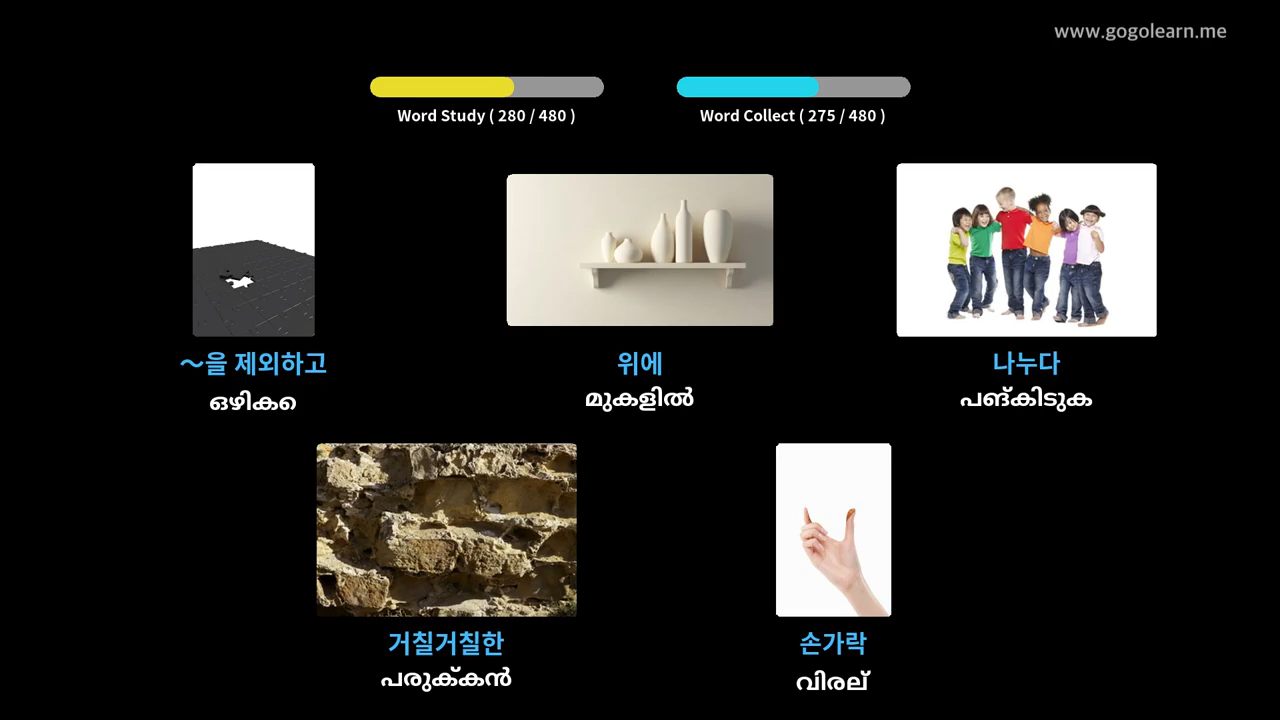 www.gogolearn.me
Word Study ( 280 / 480 )
Word Collect ( 275 / 480 )
～을 제외하고
ഒഴികെ
위에
മുകളിൽ
나누다
പങ്കിടുക
거칠거칠한
പരുക്കൻ
손가락
വിരല്